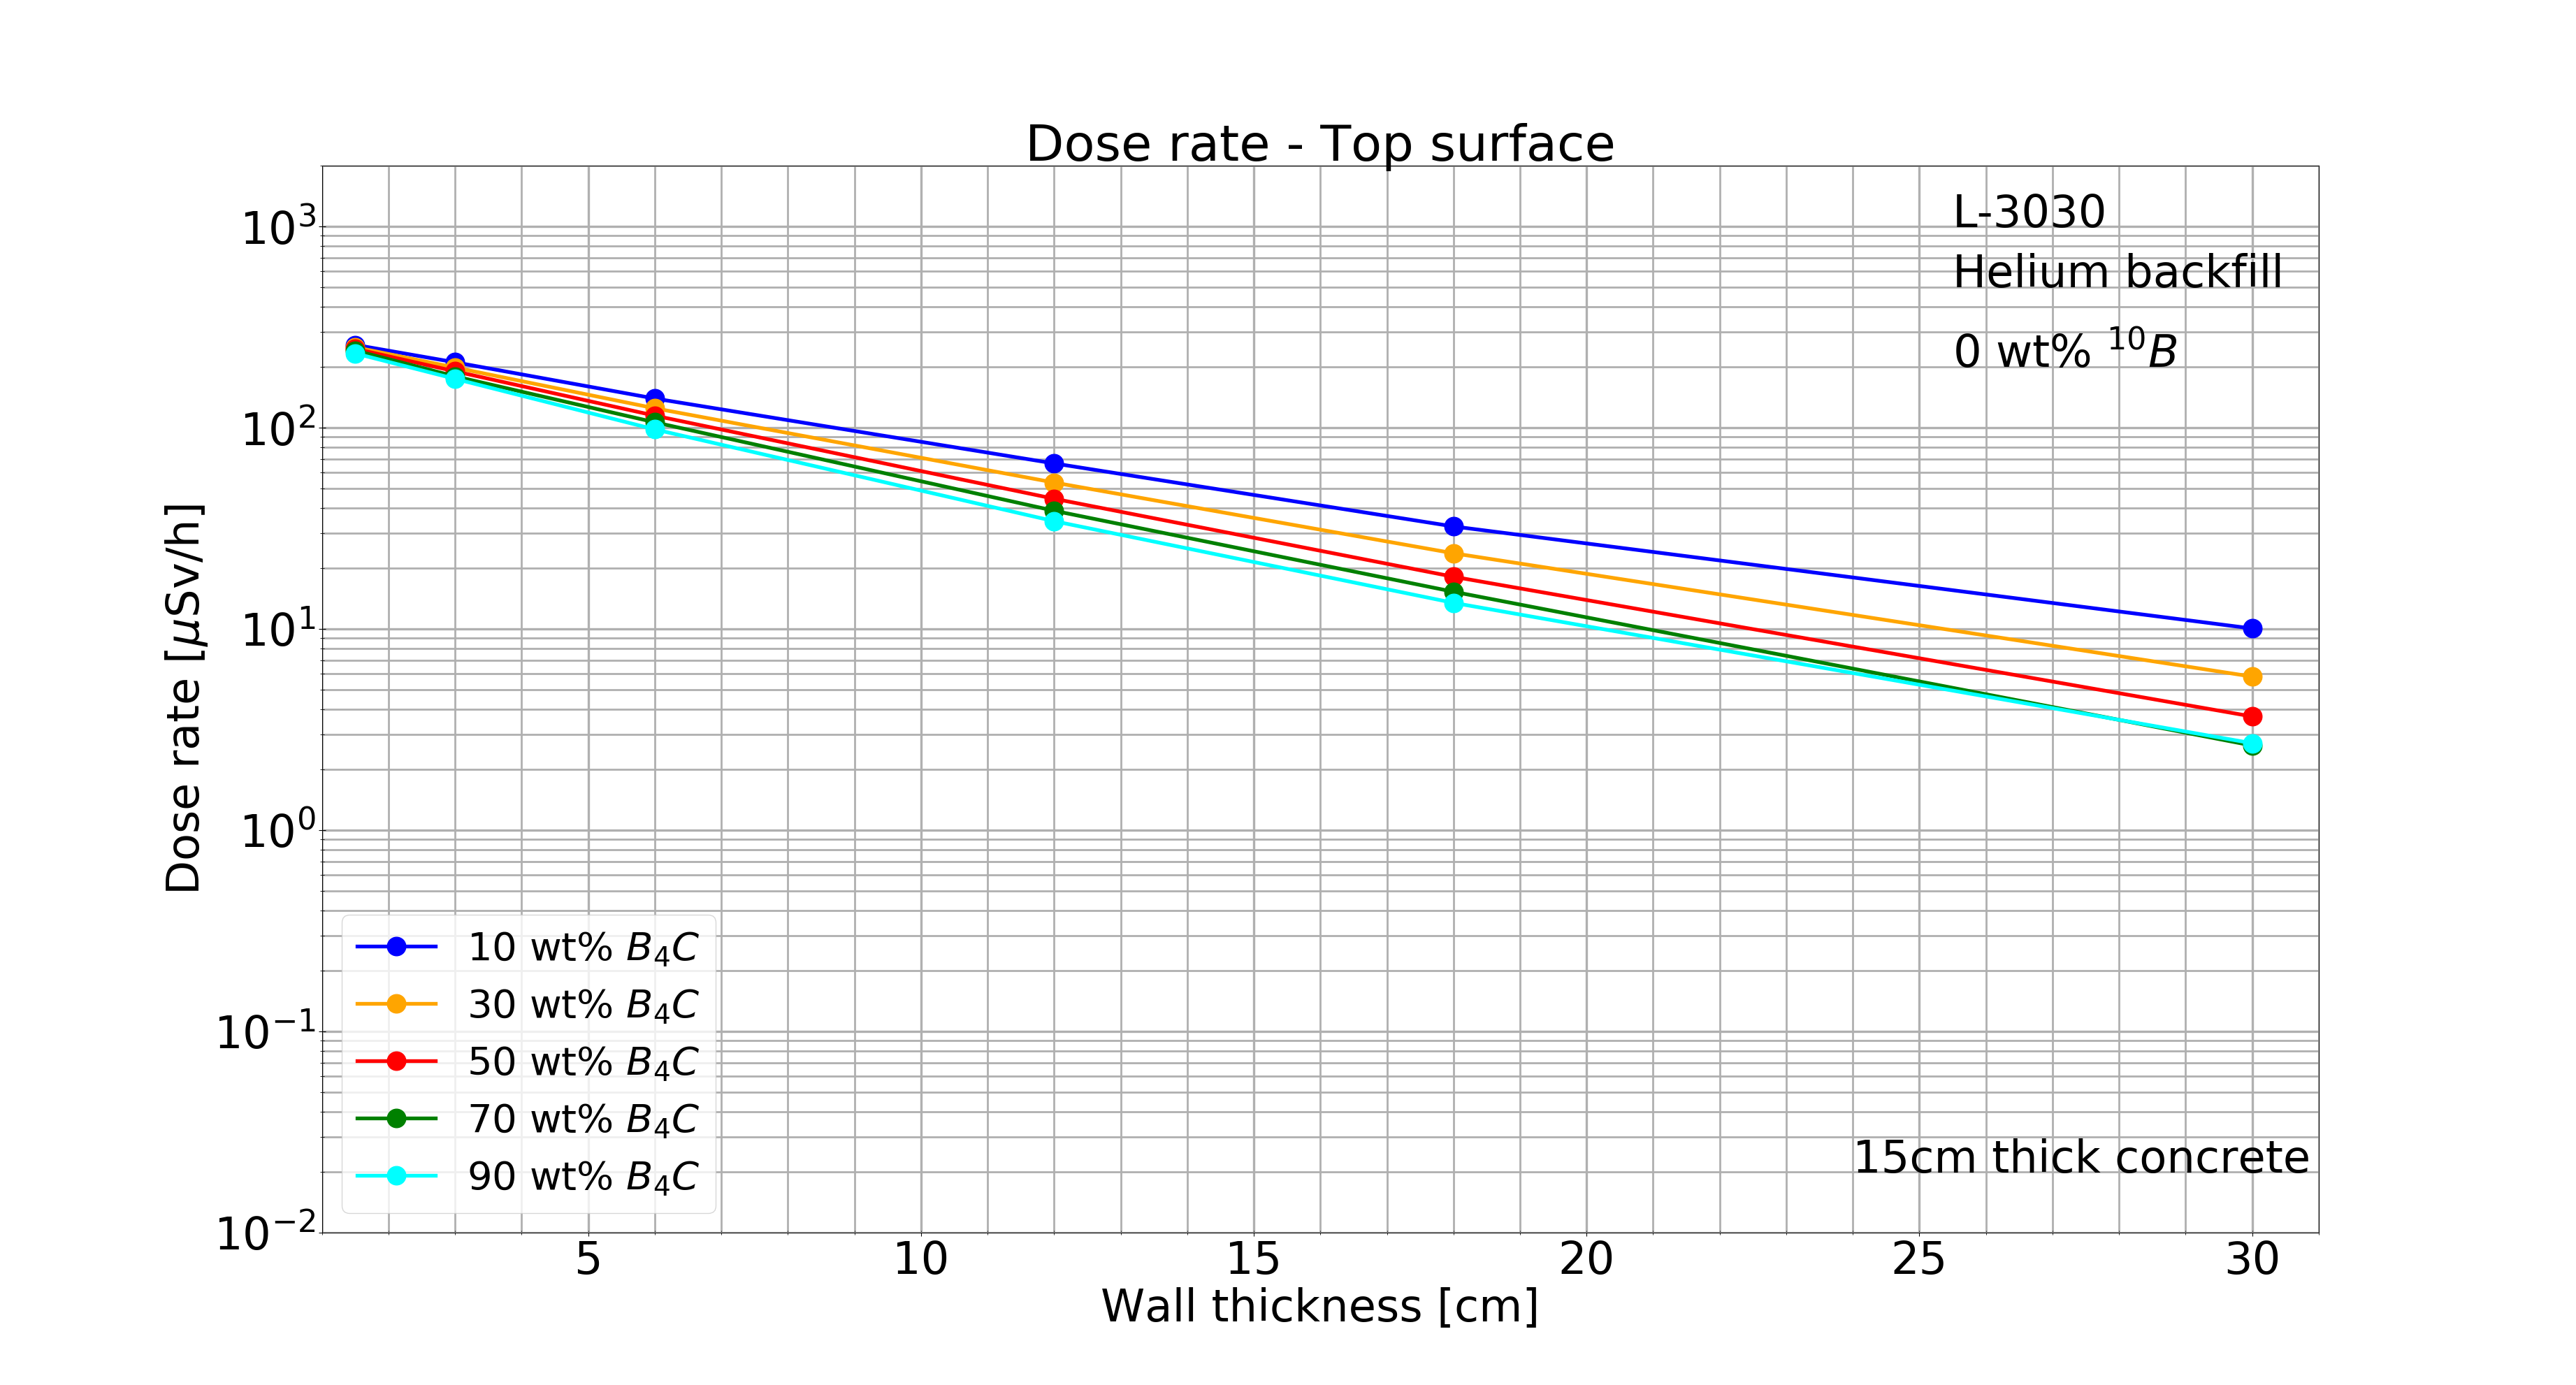 Dose rate - Top surface
L-3030
Helium backfill
0 wt% ¹⁰B
10³
10²
10¹
10⁰
10⁻¹
10⁻²
Dose rate [μSv/h]
10 wt% B₄C
30 wt% B₄C
50 wt% B₄C
70 wt% B₄C
90 wt% B₄C
15cm thick concrete
5 10 15 20 25 30
Wall thickness [cm]